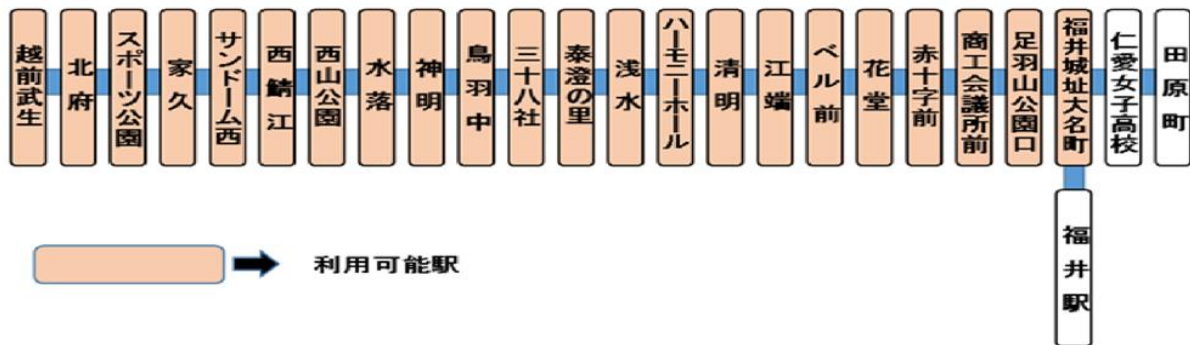 越前武生
北府
スポーツ公園
家久
サンドーム西
西鯖江
西山公園
水落
神明
鳥羽中
三十八社
泰澄の里
浅水
ハーモニーホール
清明
江端
ベル前
花堂
赤十字前
商工会議所前
足羽山公園口
福井城址大名町
仁愛女子高校
田原町
福井駅
利用可能駅